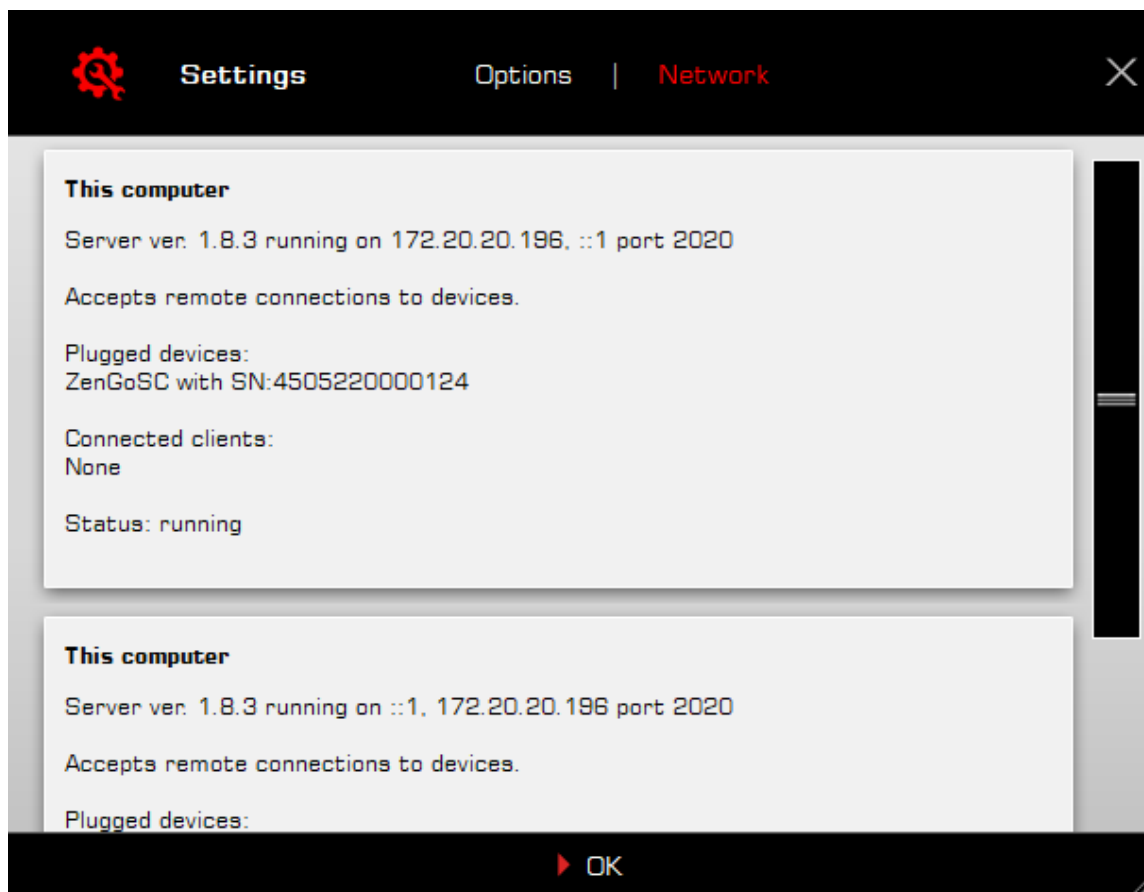 Settings Options | Network
This computer
Server ver. 1.8.3 running on 172.20.20.196, ::1 port 2020
Accepts remote connections to devices.
Plugged devices:
ZenGoSC with SN:4505220000124
Connected clients:
None
Status: running
This computer
Server ver. 1.8.3 running on ::1, 172.20.20.196 port 2020
Accepts remote connections to devices.
Plugged devices:
OK